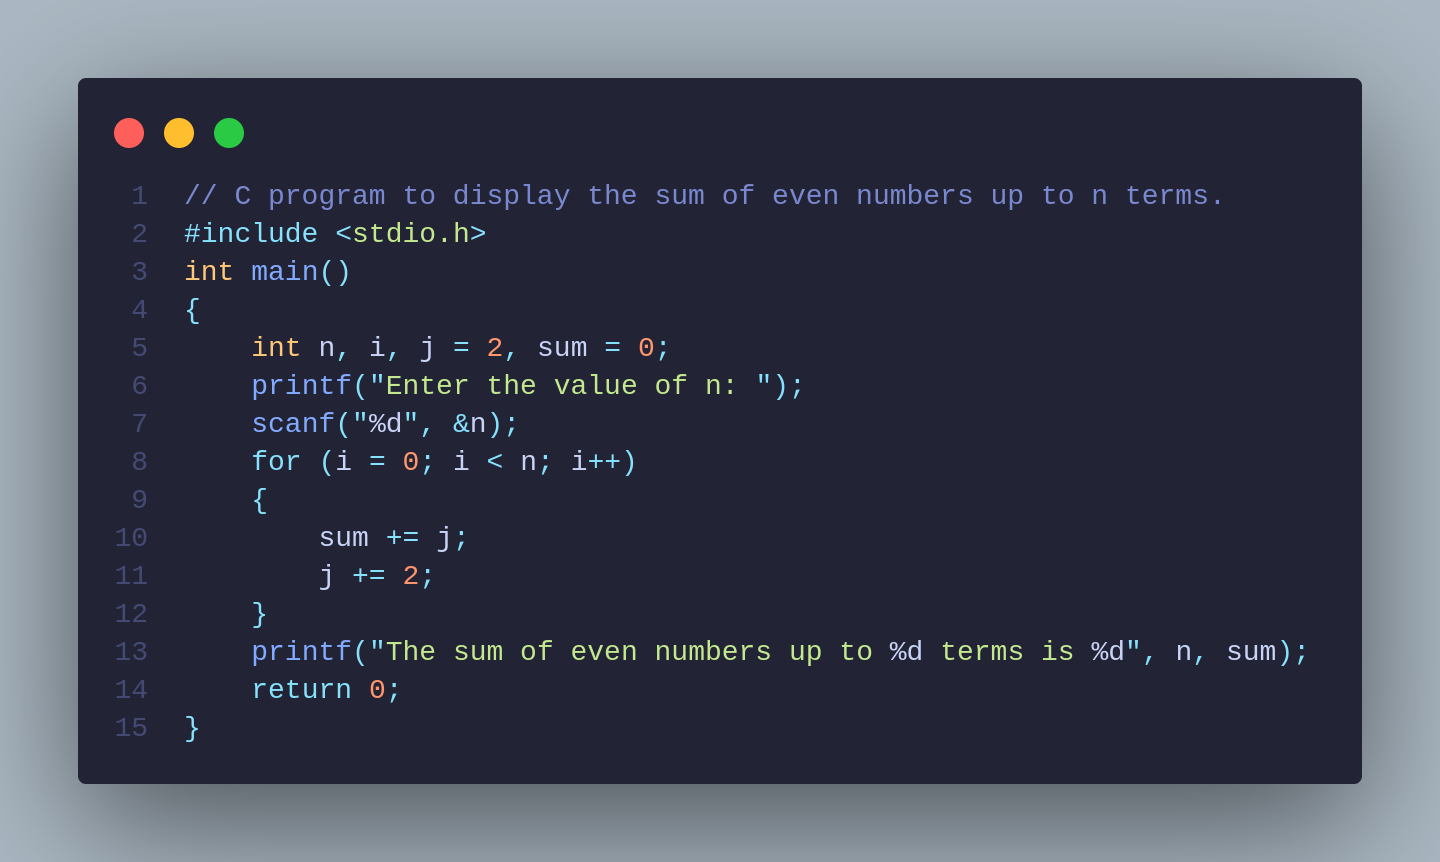 1 // C program to display the sum of even numbers up to n terms.
2 #include <stdio.h>
3 int main()
4 {
5     int n, i, j = 2, sum = 0;
6     printf("Enter the value of n: ");
7     scanf("%d", &n);
8     for (i = 0; i < n; i++)
9     {
10         sum += j;
11         j += 2;
12     }
13     printf("The sum of even numbers up to %d terms is %d", n, sum);
14     return 0;
15 }